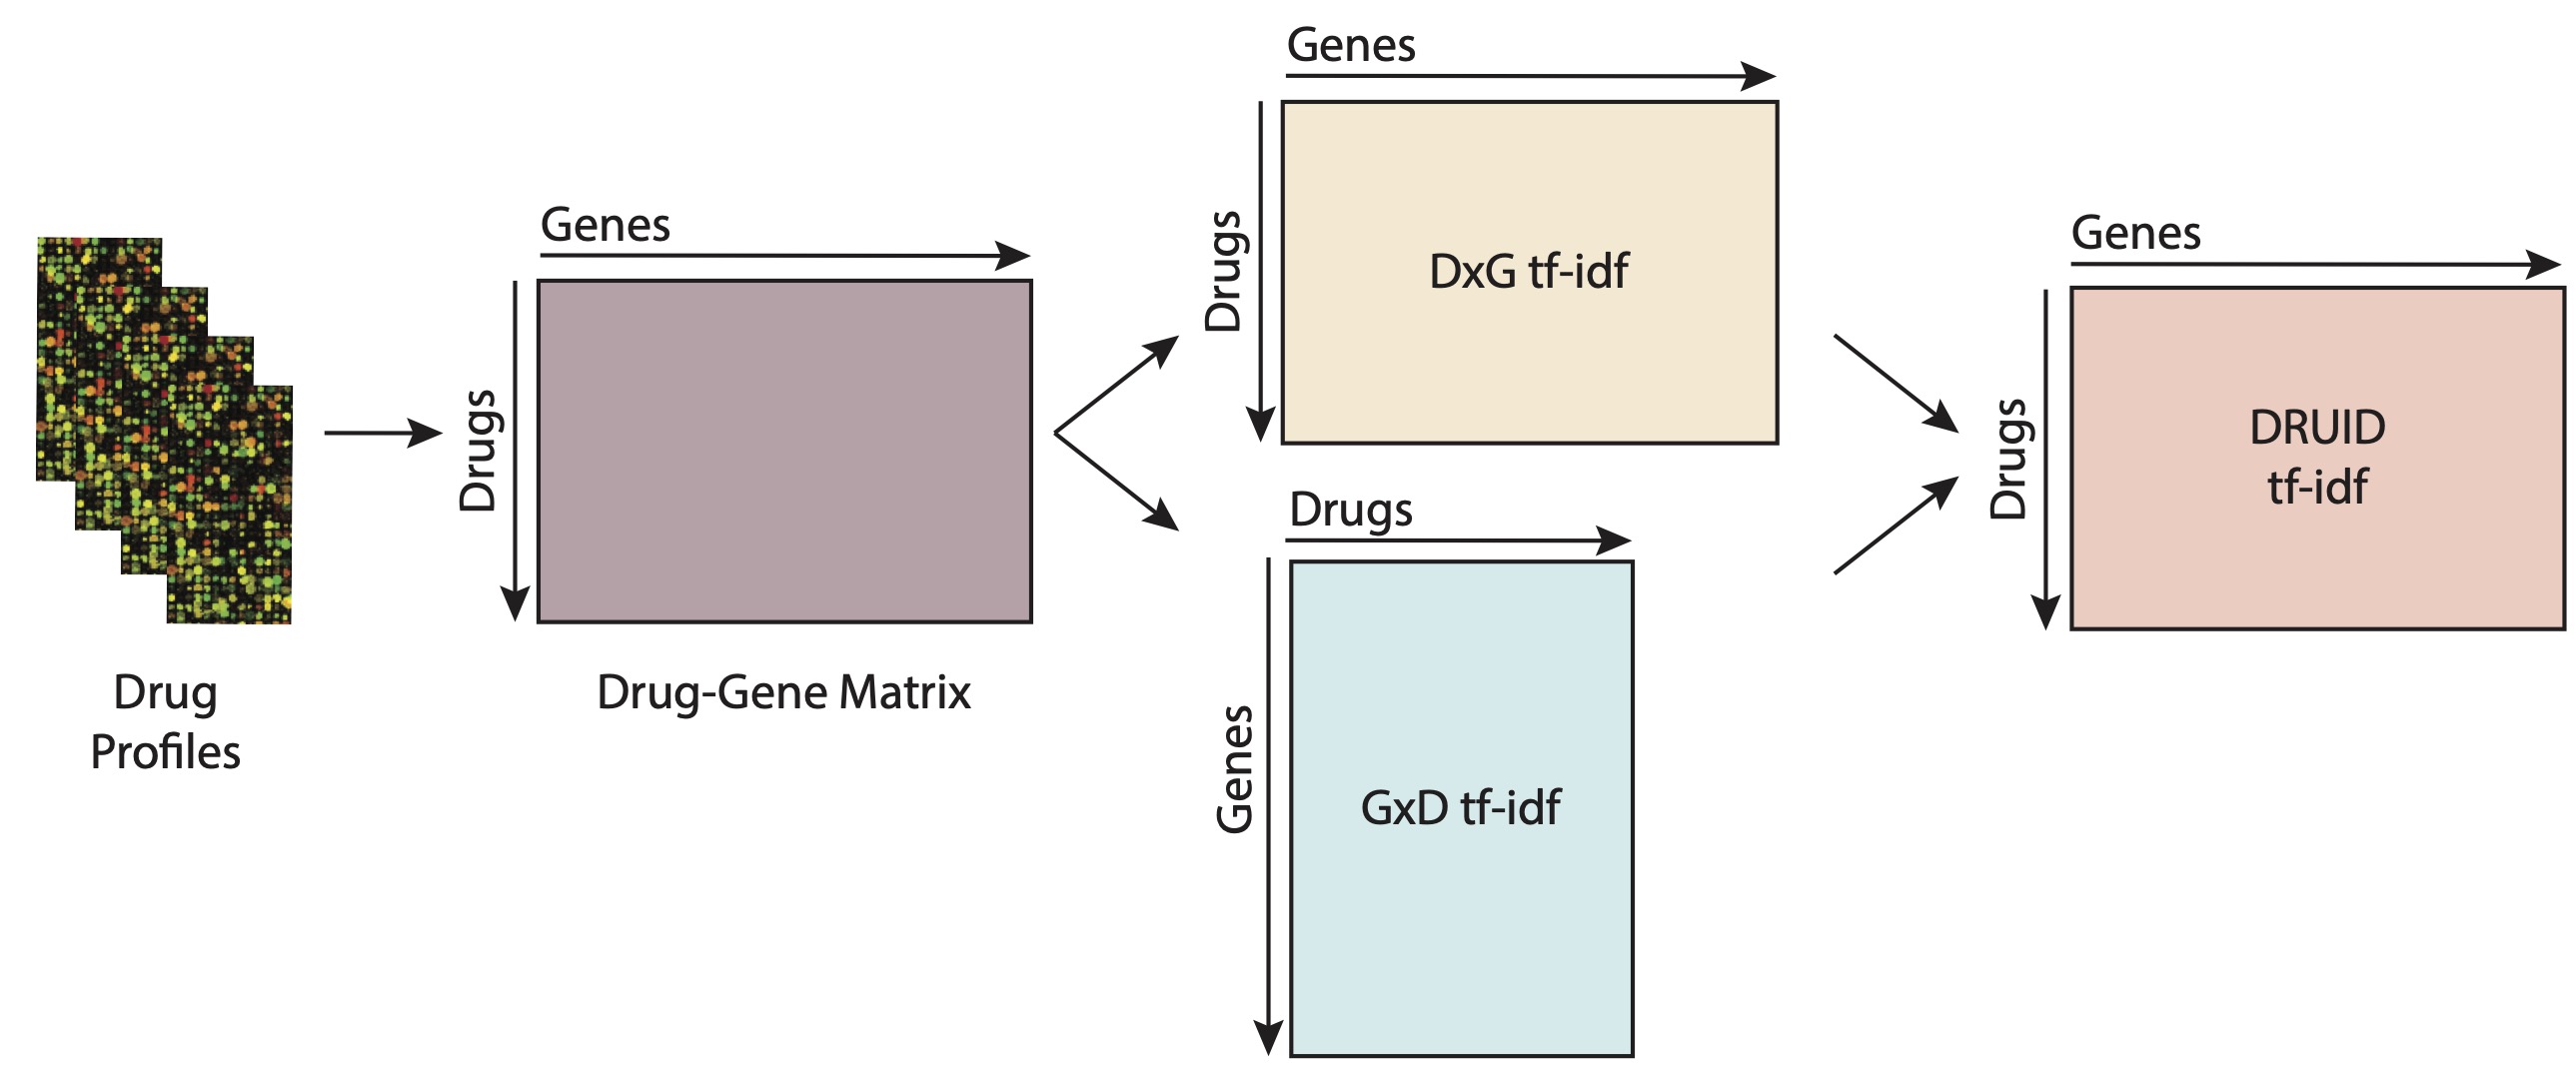 Drug
Profiles
Genes
Drugs
Drug-Gene Matrix
Genes
Drugs
DxG tf-idf
Drugs
Genes
GxD tf-idf
Genes
Drugs
DRUID
tf-idf